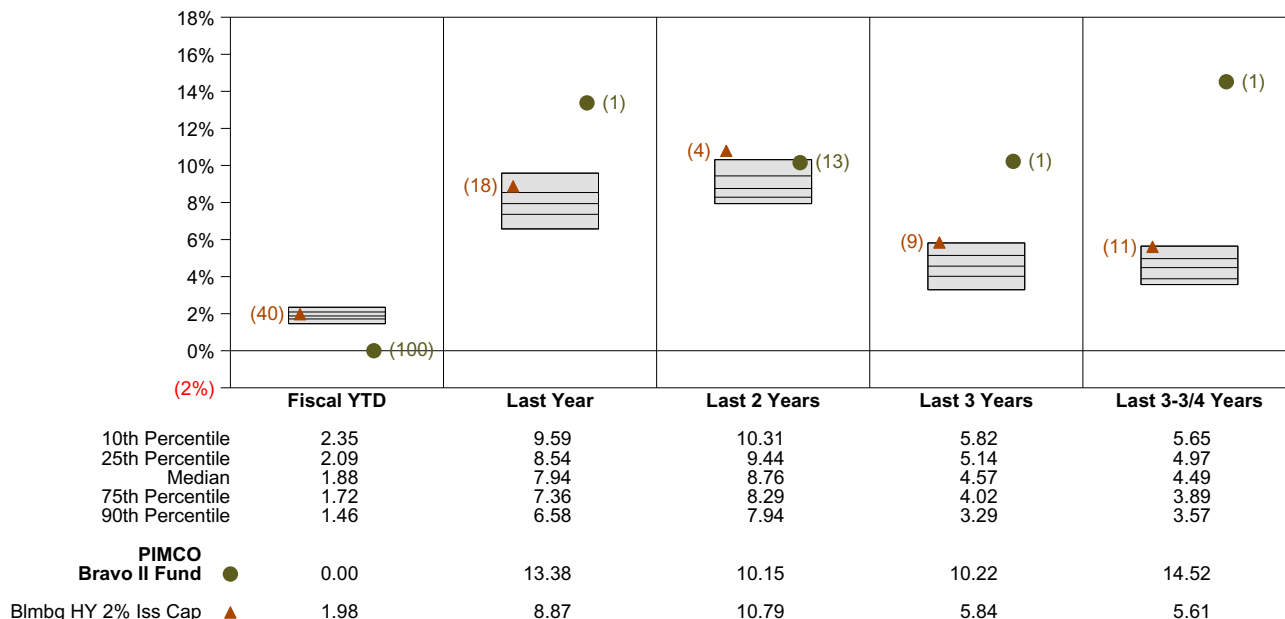 18%
16%
14%
12%
10%
8%
6%
4%
2%
0%
(2%)
(40)
(100)
(18)
(1)
(4)
(13)
(9)
(1)
(11)
(1)
Fiscal YTD Last Year Last 2 Years Last 3 Years Last 3-3/4 Years
10th Percentile 2.35 9.59 10.31 5.82 5.65
25th Percentile 2.09 8.54 9.44 5.14 4.97
Median 1.88 7.94 8.76 4.57 4.49
75th Percentile 1.72 7.36 8.29 4.02 3.89
90th Percentile 1.46 6.58 7.94 3.29 3.57
PIMCO
Bravo II Fund 0.00 13.38 10.15 10.22 14.52
Blmbg HY 2% Iss Cap 1.98 8.87 10.79 5.84 5.61